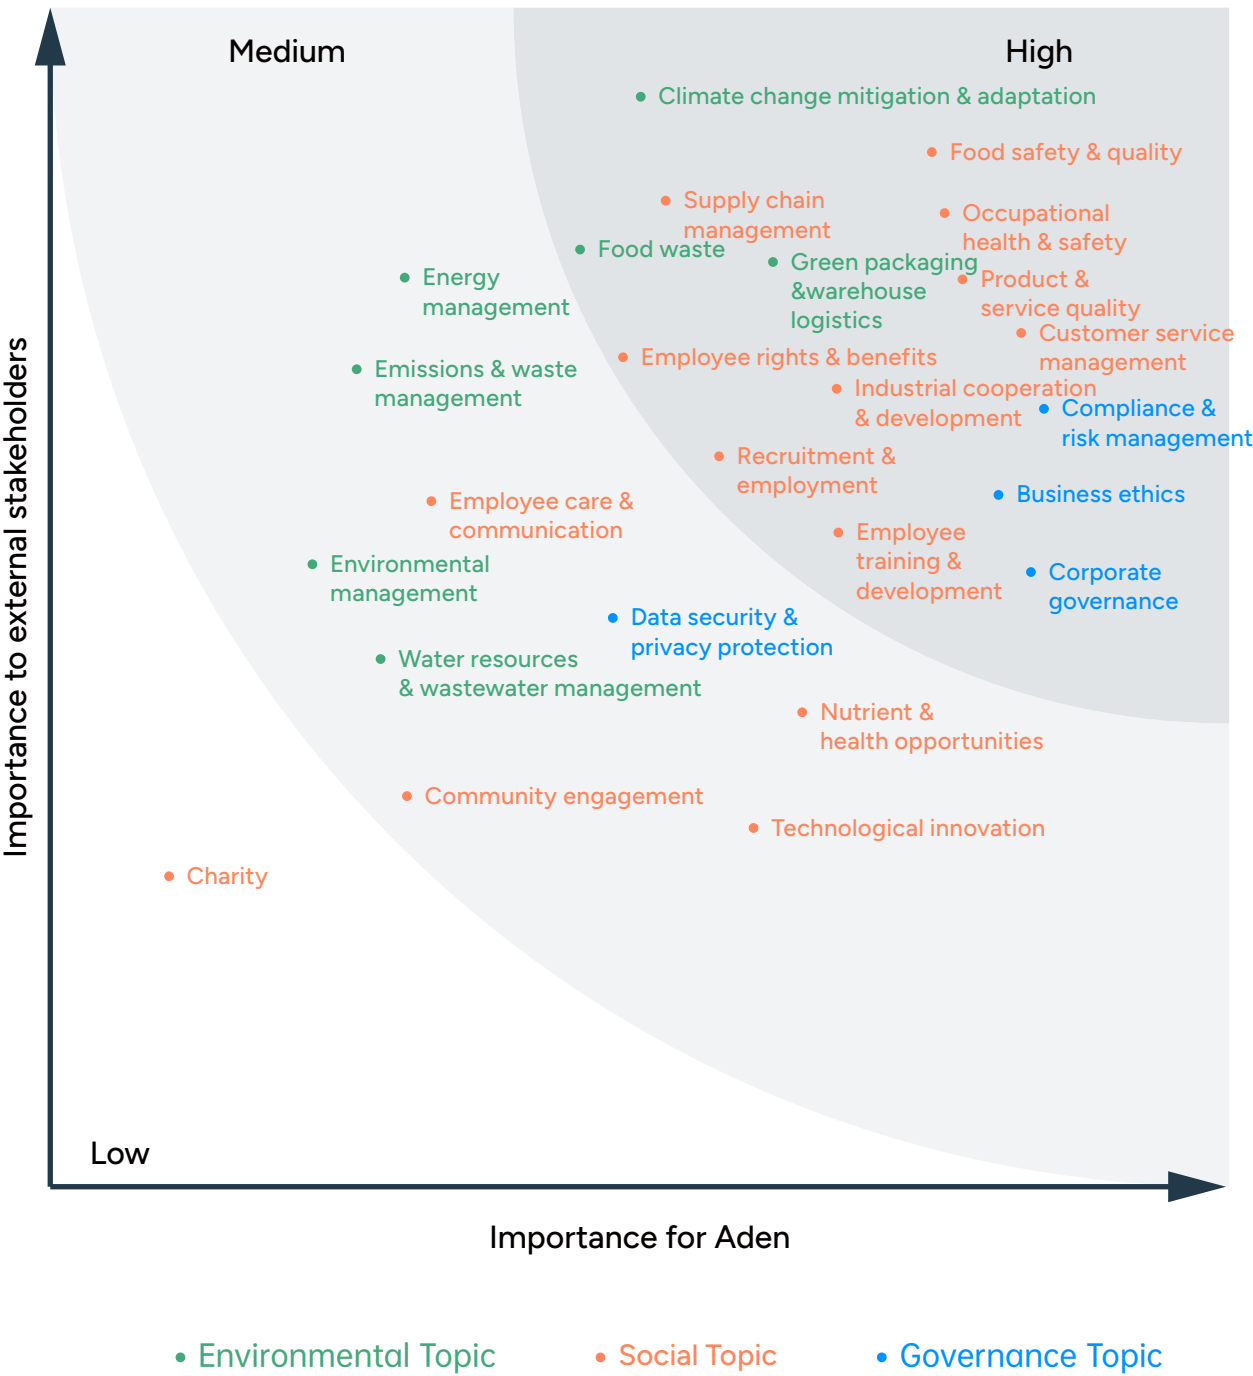 Medium
High
Climate change mitigation & adaptation
Food safety & quality
Supply chain
management
Occupational
health & safety
Food waste
Green packaging
&warehouse
logistics
Energy
management
Product &
service quality
Customer service
management
Employee rights & benefits
Emissions & waste
management
Industrial cooperation
& development
Compliance &
risk management
Recruitment &
employment
Business ethics
Employee care &
communication
Employee
training &
development
Environmental
management
Corporate
governance
Data security &
privacy protection
Water resources
& wastewater management
Nutrient &
health opportunities
Community engagement
Technological innovation
Charity
Low
Importance to external stakeholders
Importance for Aden
Environmental Topic
Social Topic
Governance Topic